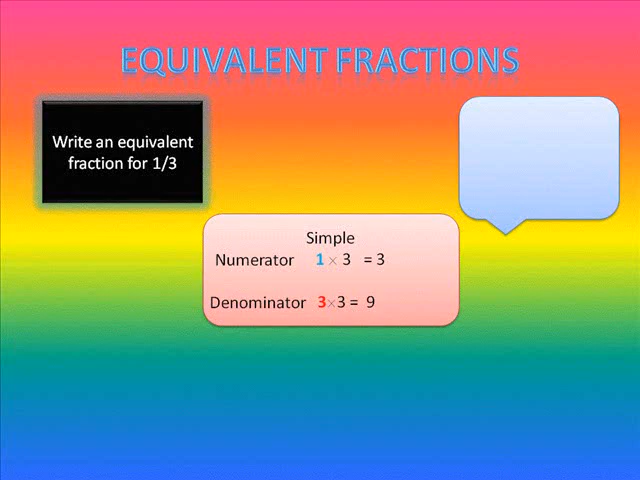 EQUIVALENT FRACTIONS
Write an equivalent
fraction for 1/3
Simple
Numerator 1 × 3 = 3
Denominator 3×3 = 9